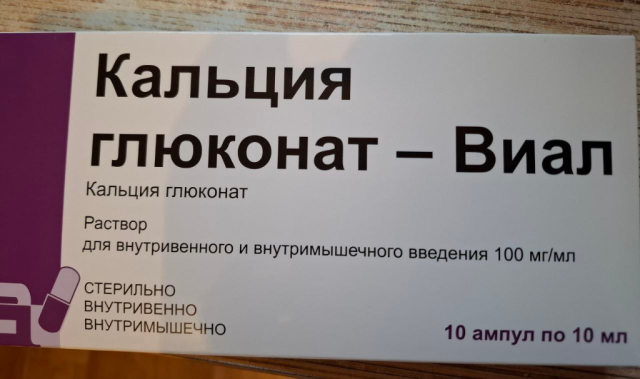 Кальция
глюконат – Виал
Кальция глюконат
Раствор
для внутривенного и внутримышечного введения 100 мг/мл
СТЕРИЛЬНО
ВНУТРИВЕННО
ВНУТРИМЫШЕЧНО
10 ампул по 10 мл